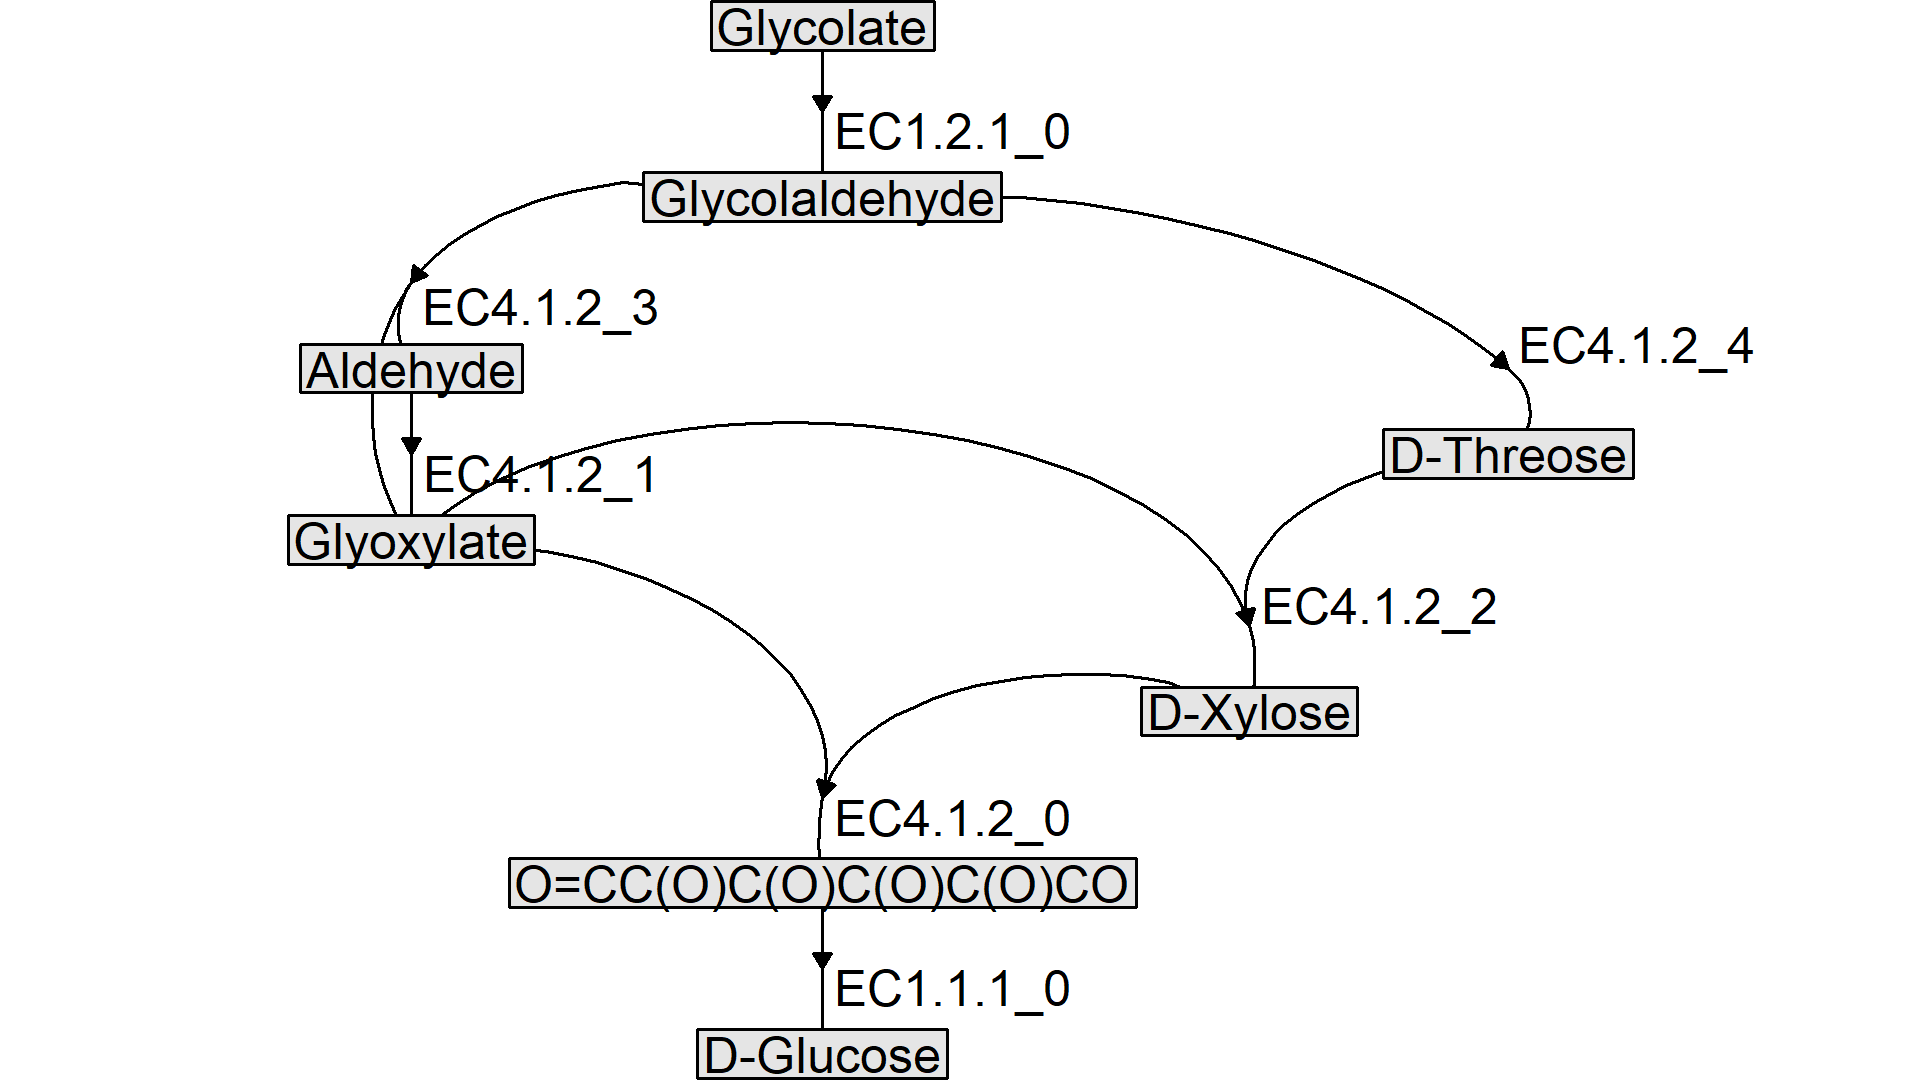 Glycolate
EC1.2.1_0
Glycolaldehyde
EC4.1.2_3
EC4.1.2_4
Aldehyde
D-Threose
EC4.1.2_1
Glyoxylate
EC4.1.2_2
D-Xylose
EC4.1.2_0
O=CC(O)C(O)C(O)C(O)CO
EC1.1.1_0
D-Glucose